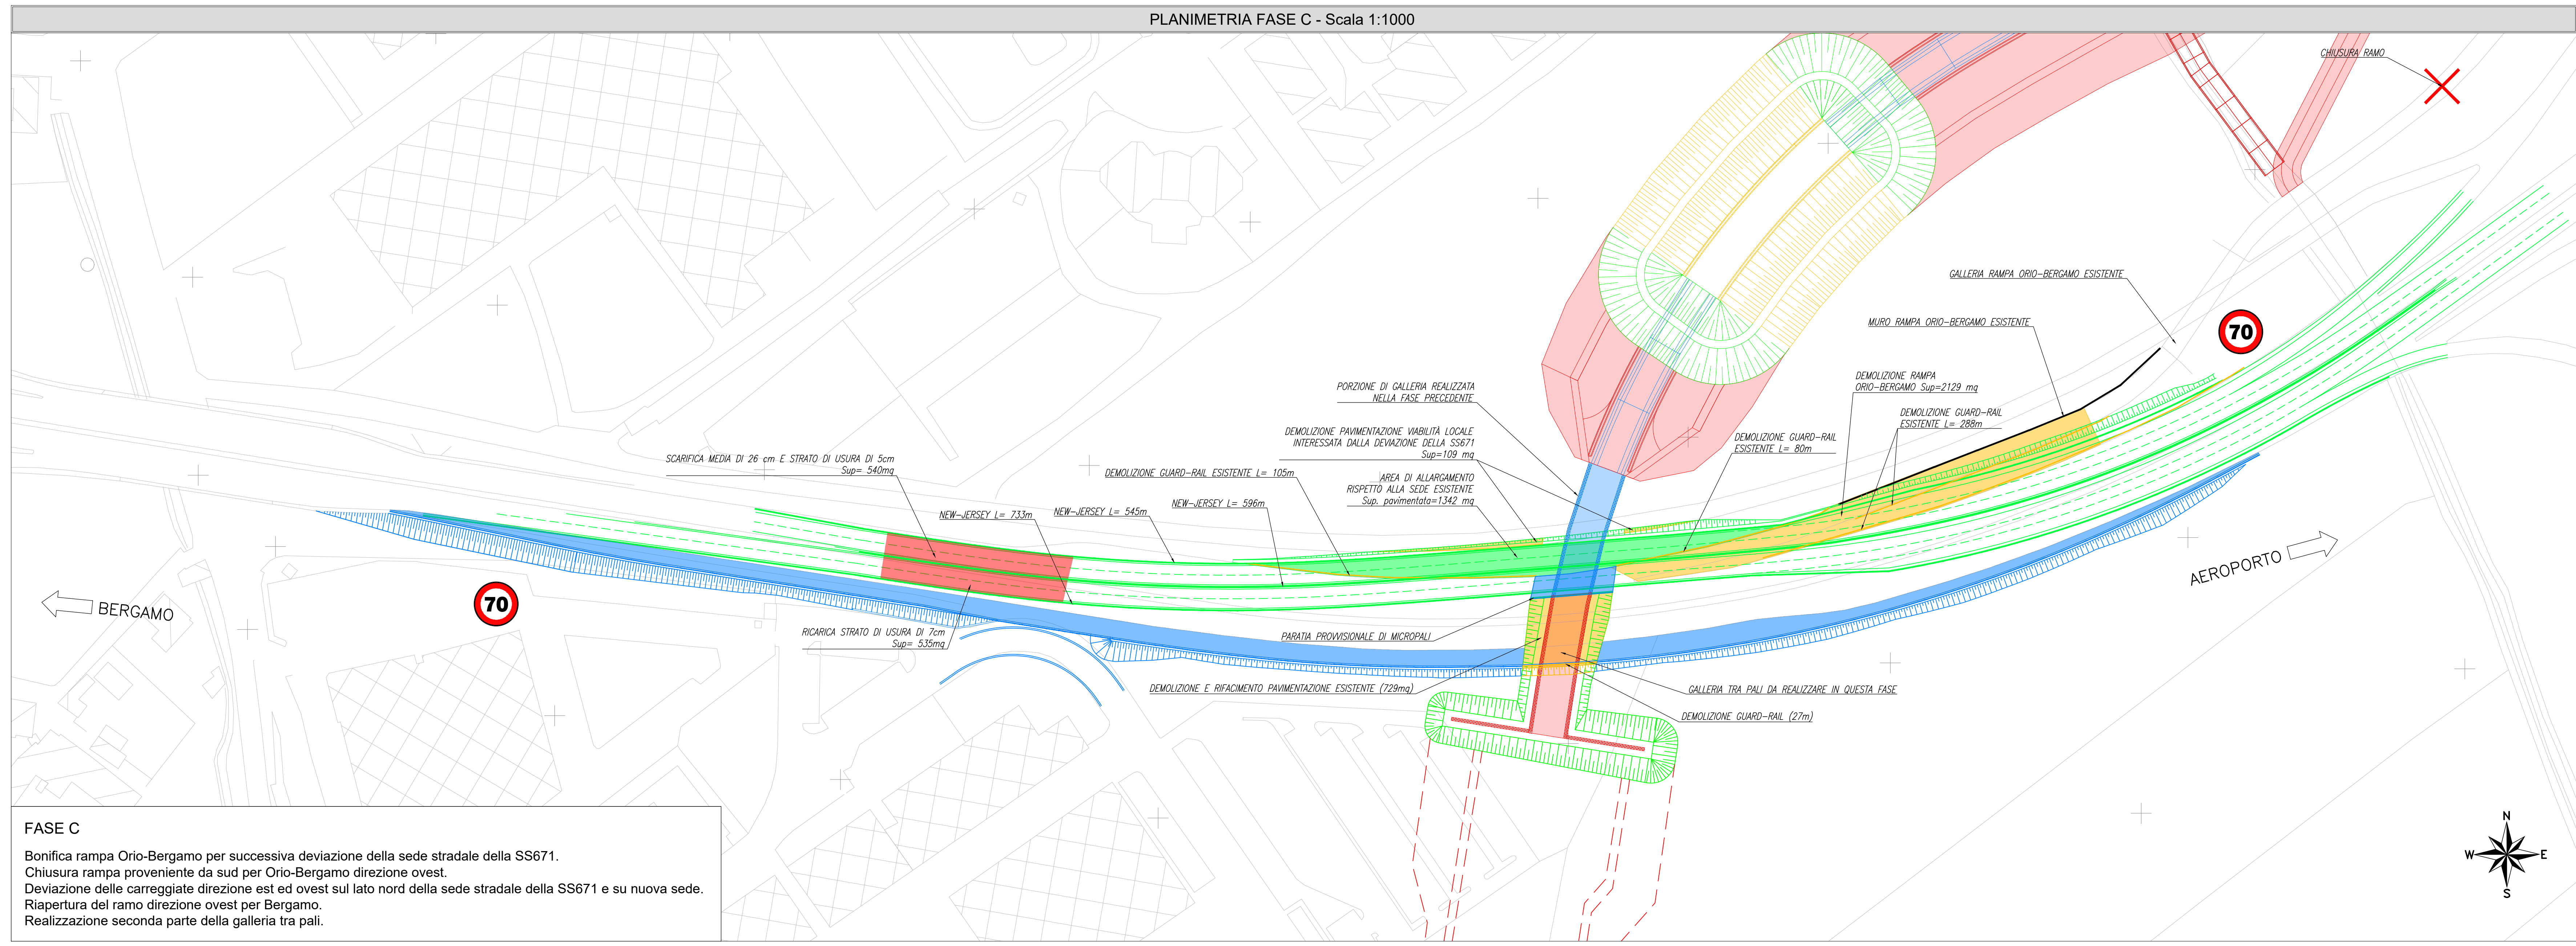 PLANIMETRIA FASE C - Scala 1:1000
CHIUSURA RAMO
GALLERIA RAMPA ORIO-BERGAMO ESISTENTE
MURO RAMPA ORIO-BERGAMO ESISTENTE
70
DEMOLIZIONE RAMPA
ORIO-BERGAMO Sup=2129 mq
DEMOLIZIONE GUARD-RAIL
ESISTENTE L= 288m
DEMOLIZIONE GUARD-RAIL
ESISTENTE L= 80m
PORZIONE DI GALLERIA REALIZZATA
NELLA FASE PRECEDENTE
DEMOLIZIONE PAVIMENTAZIONE VIABILITÀ LOCALE
INTERESSATA DALLA DEVIAZIONE DELLA SS671
Sup=109 mq
AREA DI ALLARGAMENTO
RISPETTO ALLA SEDE ESISTENTE
Sup. pavimentata=1342 mq
SCARIFICA MEDIA DI 26 cm E STRATO DI USURA DI 5cm
Sup= 540mq
DEMOLIZIONE GUARD-RAIL ESISTENTE L= 105m
NEW-JERSEY L= 596m
NEW-JERSEY L= 545m
NEW-JERSEY L= 733m
AEROPORTO
BERGAMO
70
RICARICA STRATO DI USURA DI 7cm
Sup= 535mq
PARATIA PROVVISIONALE DI MICROPALI
DEMOLIZIONE E RIFACIMENTO PAVIMENTAZIONE ESISTENTE (729mq)
GALLERIA TRA PALI DA REALIZZARE IN QUESTA FASE
DEMOLIZIONE GUARD-RAIL (27m)
FASE C
Bonifica rampa Orio-Bergamo per successiva deviazione della sede stradale della SS671.
Chiusura rampa proveniente da sud per Orio-Bergamo direzione ovest.
Deviazione delle carreggiate direzione est ed ovest sul lato nord della sede stradale della SS671 e su nuova sede.
Riapertura del ramo direzione ovest per Bergamo.
Realizzazione seconda parte della galleria tra pali.
N
W E
S